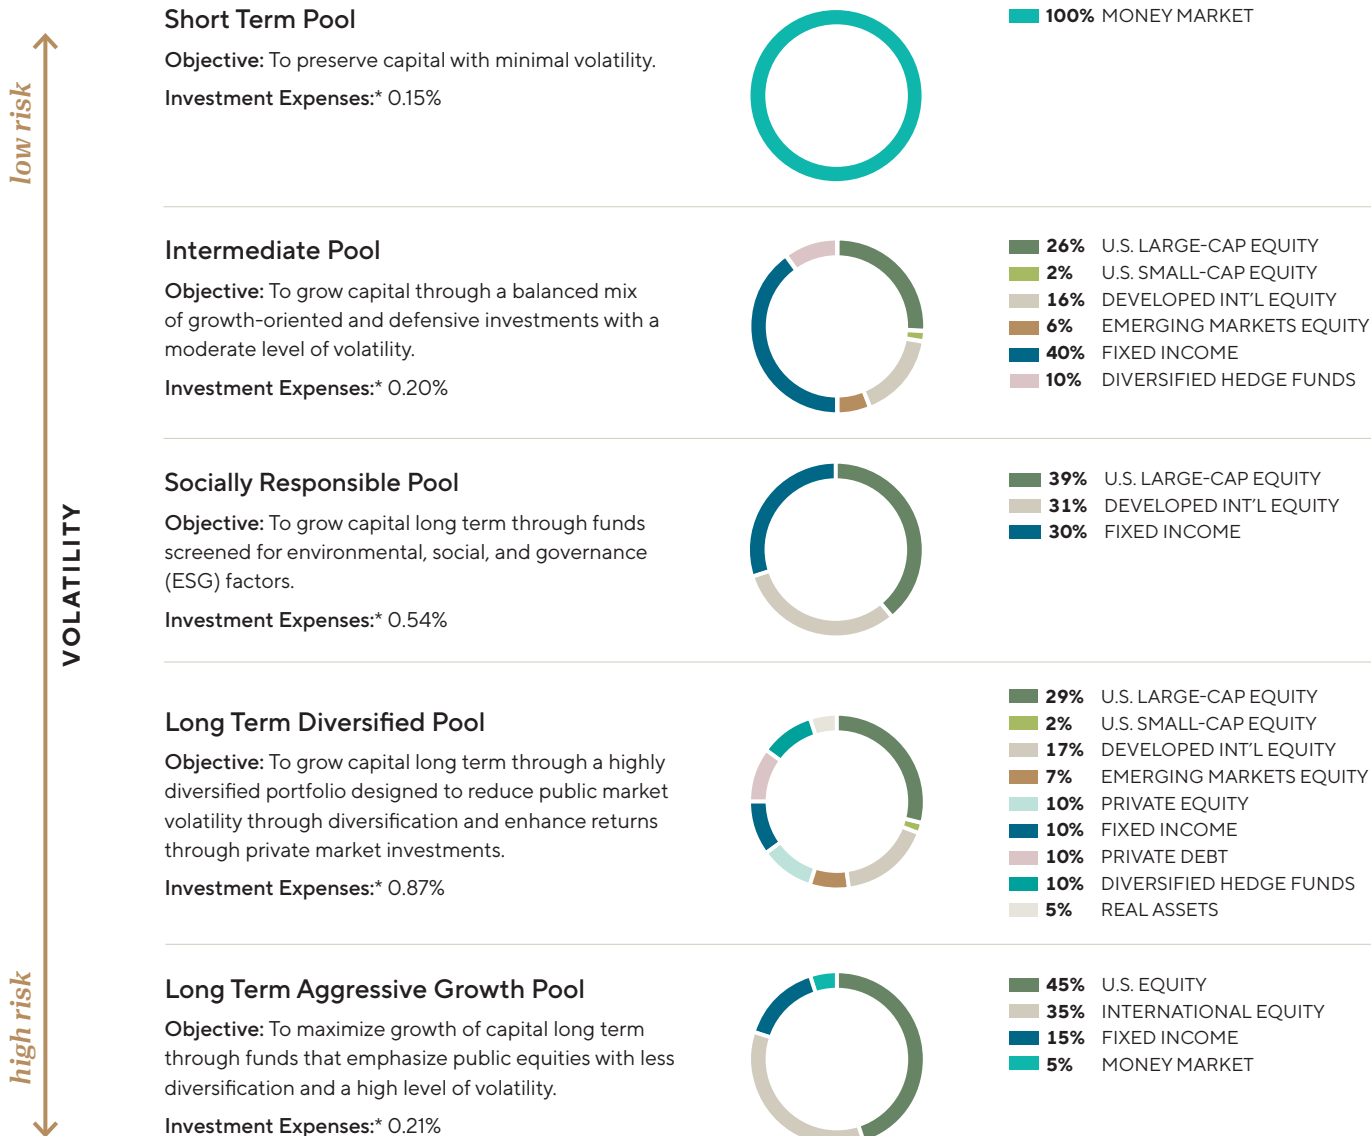 low risk
VOLATILITY
high risk
Short Term Pool
Objective: To preserve capital with minimal volatility.
Investment Expenses:* 0.15%
100% MONEY MARKET
Intermediate Pool
Objective: To grow capital through a balanced mix
of growth-oriented and defensive investments with a
moderate level of volatility.
Investment Expenses:* 0.20%
26% U.S. LARGE-CAP EQUITY
2% U.S. SMALL-CAP EQUITY
16% DEVELOPED INT'L EQUITY
6% EMERGING MARKETS EQUITY
40% FIXED INCOME
10% DIVERSIFIED HEDGE FUNDS
Socially Responsible Pool
Objective: To grow capital long term through funds
screened for environmental, social, and governance
(ESG) factors.
Investment Expenses:* 0.54%
39% U.S. LARGE-CAP EQUITY
31% DEVELOPED INT'L EQUITY
30% FIXED INCOME
Long Term Diversified Pool
Objective: To grow capital long term through a highly
diversified portfolio designed to reduce public market
volatility through diversification and enhance returns
through private market investments.
Investment Expenses:* 0.87%
29% U.S. LARGE-CAP EQUITY
2% U.S. SMALL-CAP EQUITY
17% DEVELOPED INT'L EQUITY
7% EMERGING MARKETS EQUITY
10% PRIVATE EQUITY
10% FIXED INCOME
10% PRIVATE DEBT
10% DIVERSIFIED HEDGE FUNDS
5% REAL ASSETS
Long Term Aggressive Growth Pool
Objective: To maximize growth of capital long term
through funds that emphasize public equities with less
diversification and a high level of volatility.
Investment Expenses:* 0.21%
45% U.S. EQUITY
35% INTERNATIONAL EQUITY
15% FIXED INCOME
5% MONEY MARKET